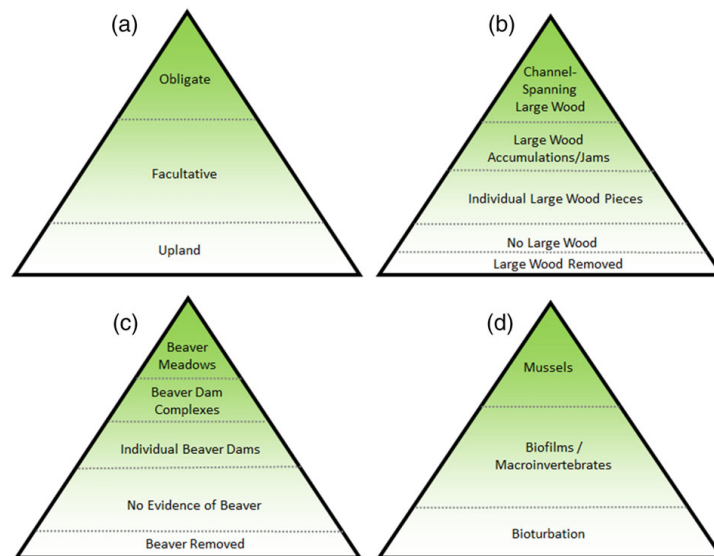 (a)
Obligate
Facultative
Upland
(b)
Channel-
Spanning
Large Wood
Large Wood
Accumulations/Jams
Individual Large Wood Pieces
No Large Wood
Large Wood Removed
(c)
Beaver
Meadows
Beaver Dam
Complexes
Individual Beaver Dams
No Evidence of Beaver
Beaver Removed
(d)
Mussels
Biofilms /
Macroinvertebrates
Bioturbation